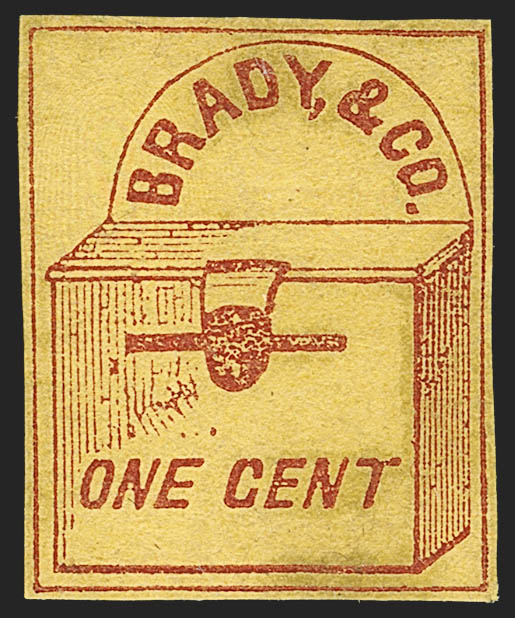 BRADY, & CO.
ONE CENT